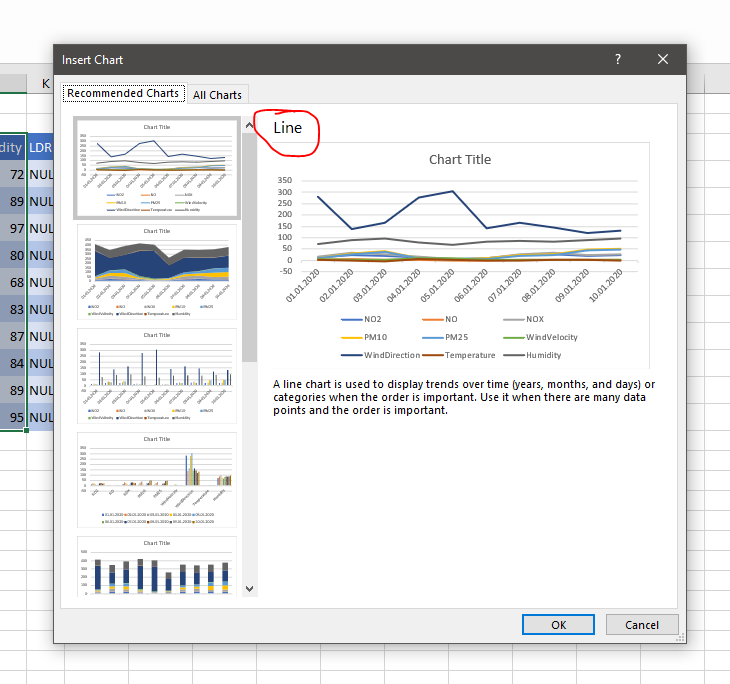 Insert Chart
?
K
Recommended Charts
All Charts
dity
LDR
72
NUL
89
NUL
97
NUL
80
NUL
68
NUL
83
NUL
87
NUL
84
NUL
89
NUL
95
NUL
Chart Title
Chart Title
Chart Title
Chart Title
Chart Title
Line
Chart Title
350
300
250
200
150
100
50
0
-50
01.01.2020
02.01.2020
03.01.2020
04.01.2020
05.01.2020
06.01.2020
07.01.2020
08.01.2020
09.01.2020
10.01.2020
NO2 NO NOX
PM10 PM25 WindVelocity
WindDirection Temperature Humidity
A line chart is used to display trends over time (years, months, and days) or
categories when the order is important. Use it when there are many data
points and the order is important.
OK
Cancel